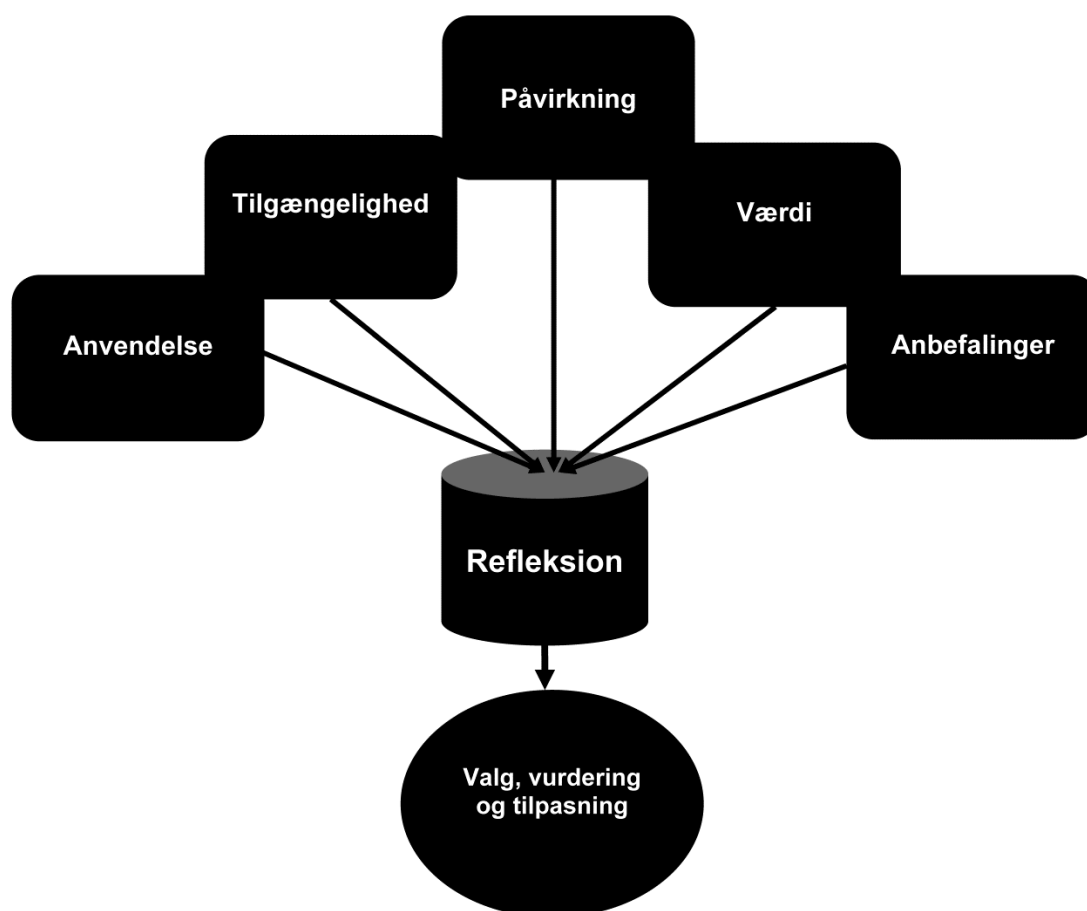 Påvirkning
Tilgængelighed
Værdi
Anvendelse
Anbefalinger
Refleksion
Valg, vurdering
og tilpasning